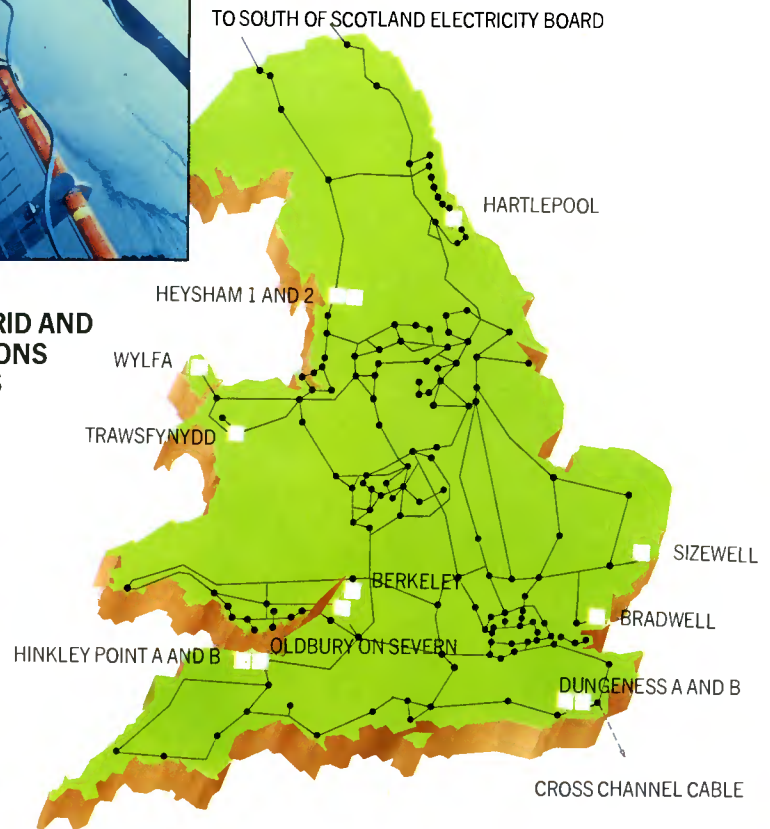 TO SOUTH OF SCOTLAND ELECTRICITY BOARD
HARTLEPOOL
HEYSHAM 1 AND 2
RID AND
ONS
S
WYLFA
TRAWSFYNYDD
SIZEWELL
BERKELEY
BRADWELL
OLDBURY ON SEVERN
HINKLEY POINT A AND B
DUNGENESS A AND B
CROSS CHANNEL CABLE